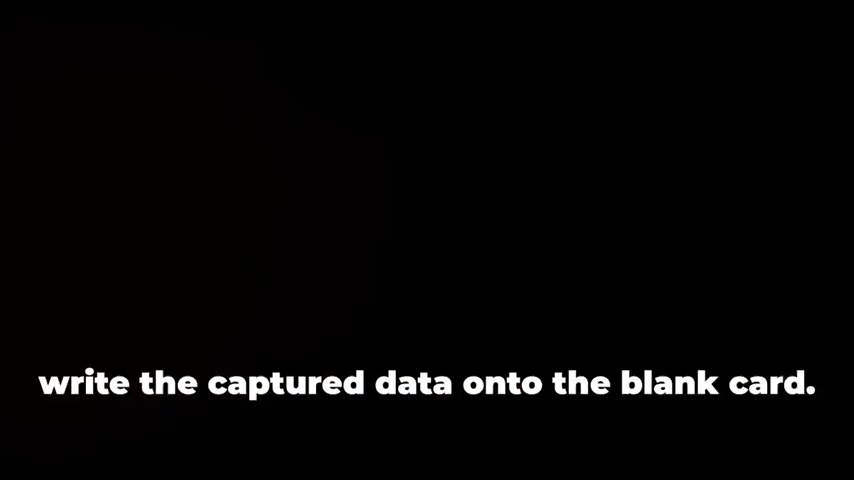 write the captured data onto the blank card.